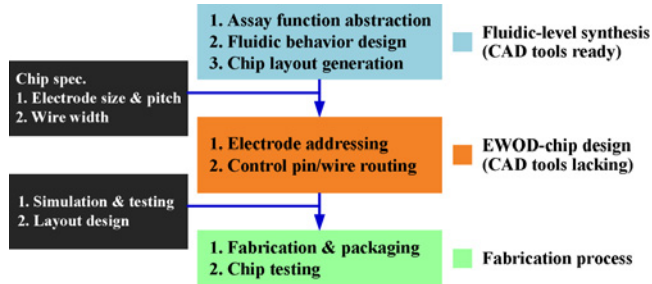 1. Assay function abstraction
2. Fluidic behavior design
3. Chip layout generation
Fluidic-level synthesis
(CAD tools ready)
Chip spec.
1. Electrode size & pitch
2. Wire width
1. Electrode addressing
2. Control pin/wire routing
EWOD-chip design
(CAD tools lacking)
1. Simulation & testing
2. Layout design
1. Fabrication & packaging
2. Chip testing
Fabrication process